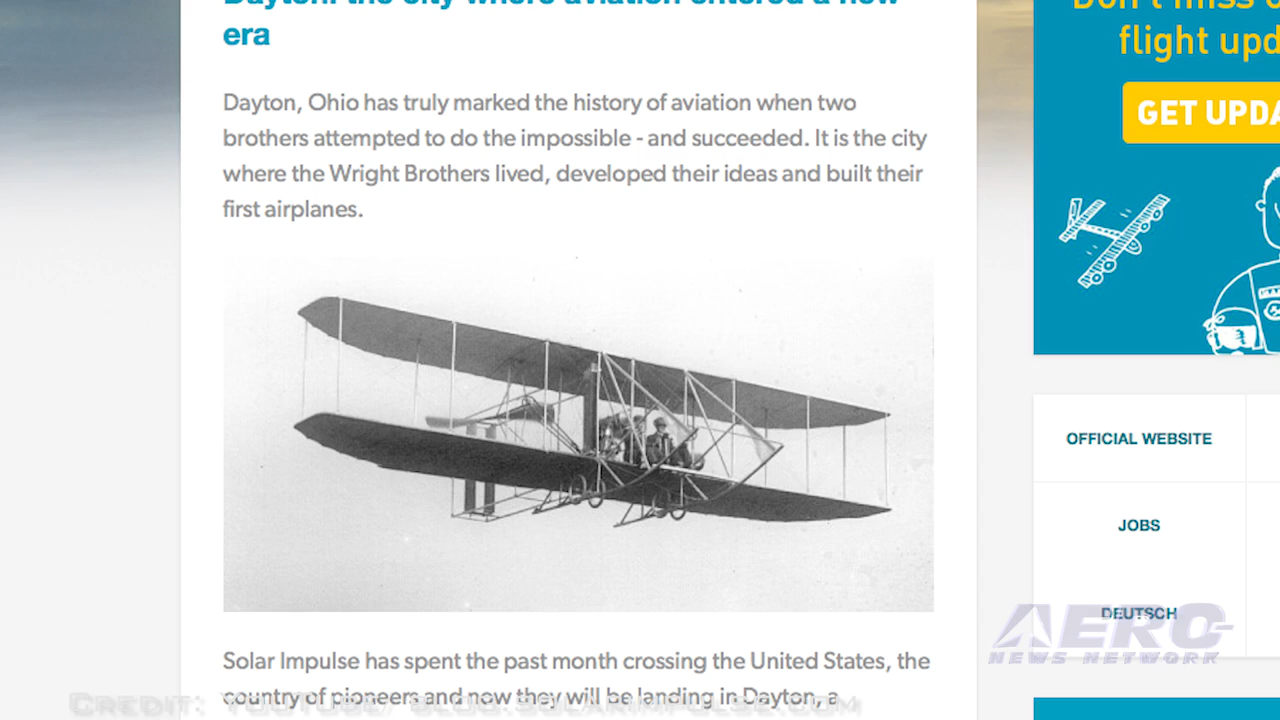 Dayton: the city where aviation entered a new
era
Dayton, Ohio has truly marked the history of aviation when two
brothers attempted to do the impossible - and succeeded. It is the city
where the Wright Brothers lived, developed their ideas and built their
first airplanes.
Solar Impulse has spent the past month crossing the United States, the
country of pioneers and now they will be landing in Dayton, a
Don't miss
flight upd
GET UPDA
OFFICIAL WEBSITE
JOBS
DEUTSCH
AERO
NEWS NETWORK
Credit: YouTube/ blog.solarimpulse.com